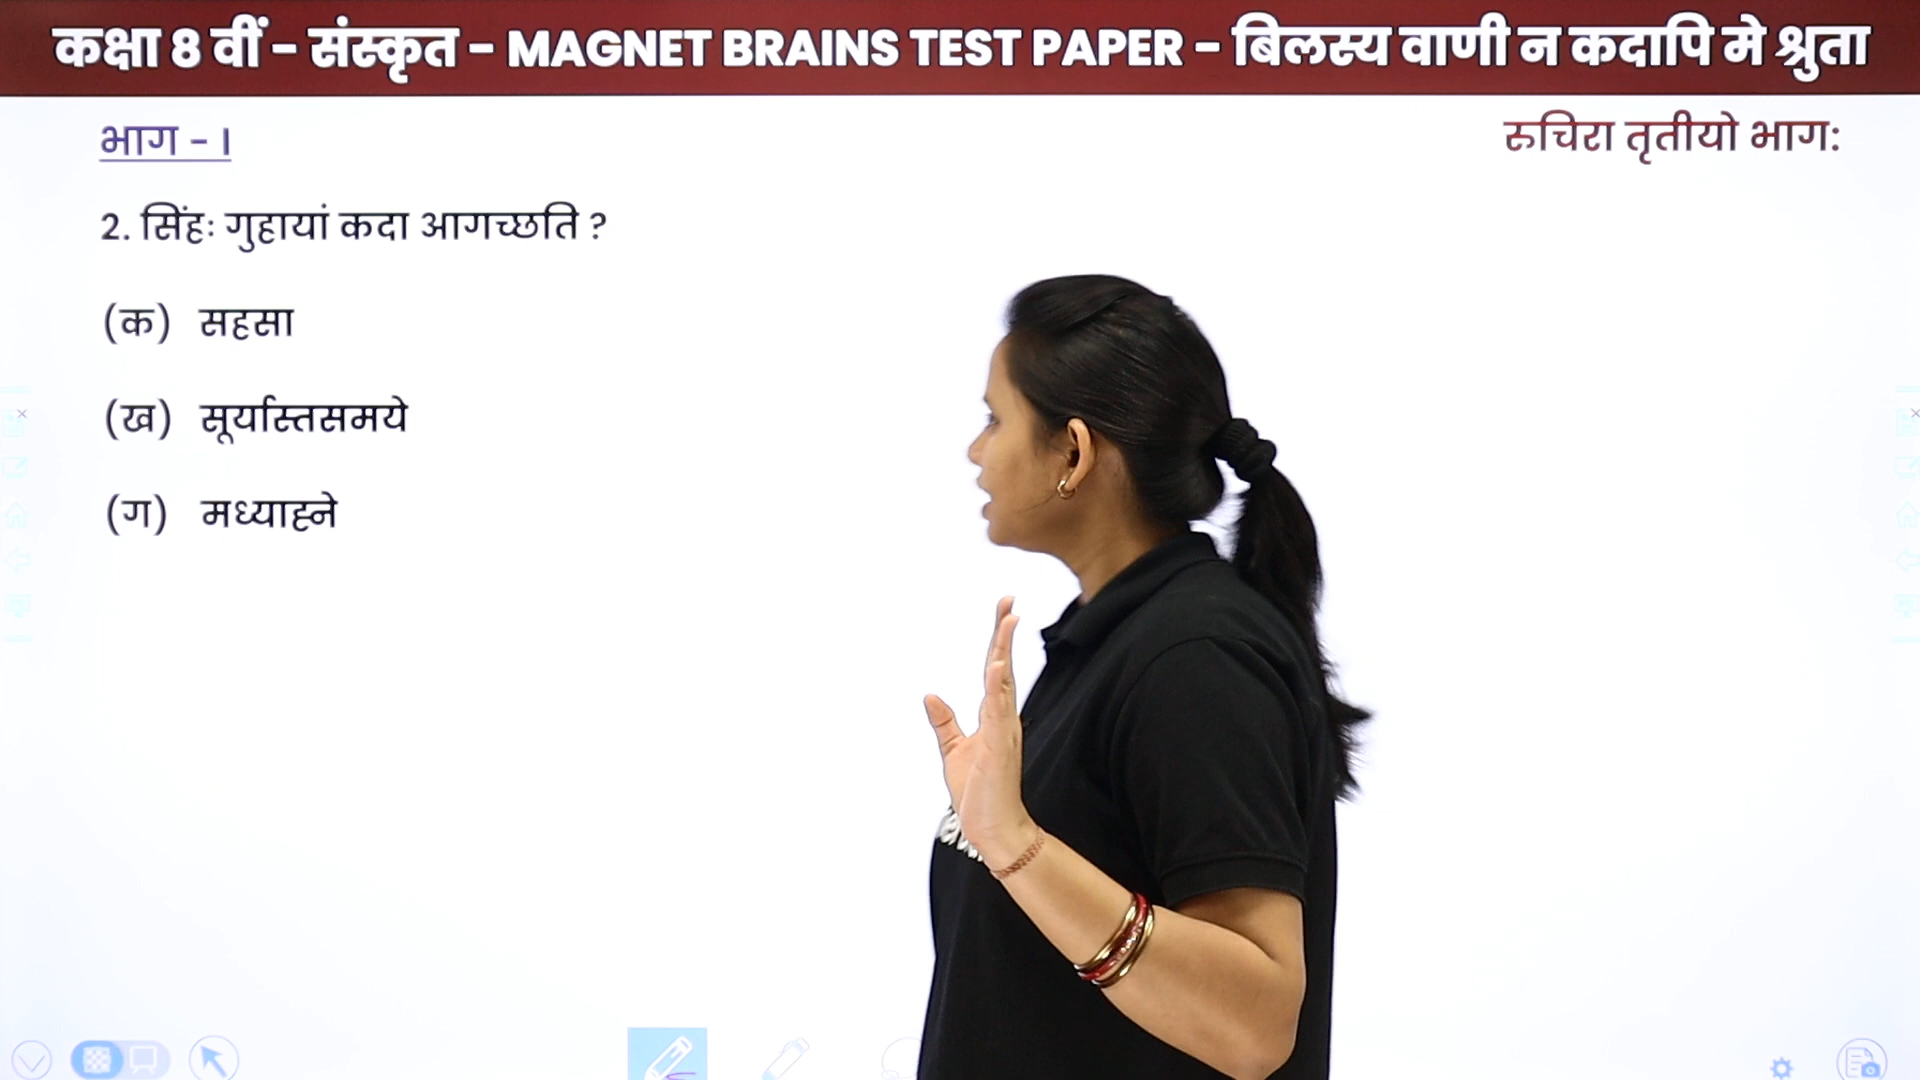 कक्षा 8 वीं - संस्कृत - MAGNET BRAINS TEST PAPER - बिलस्य वाणी न कदापि मे श्रुता
भाग - I
रुचिरा तृतीयो भाग:
2. सिंहः गुहायां कदा आगच्छति ?
(क) सहसा
(ख) सूर्यास्तसमये
(ग) मध्याह्ने